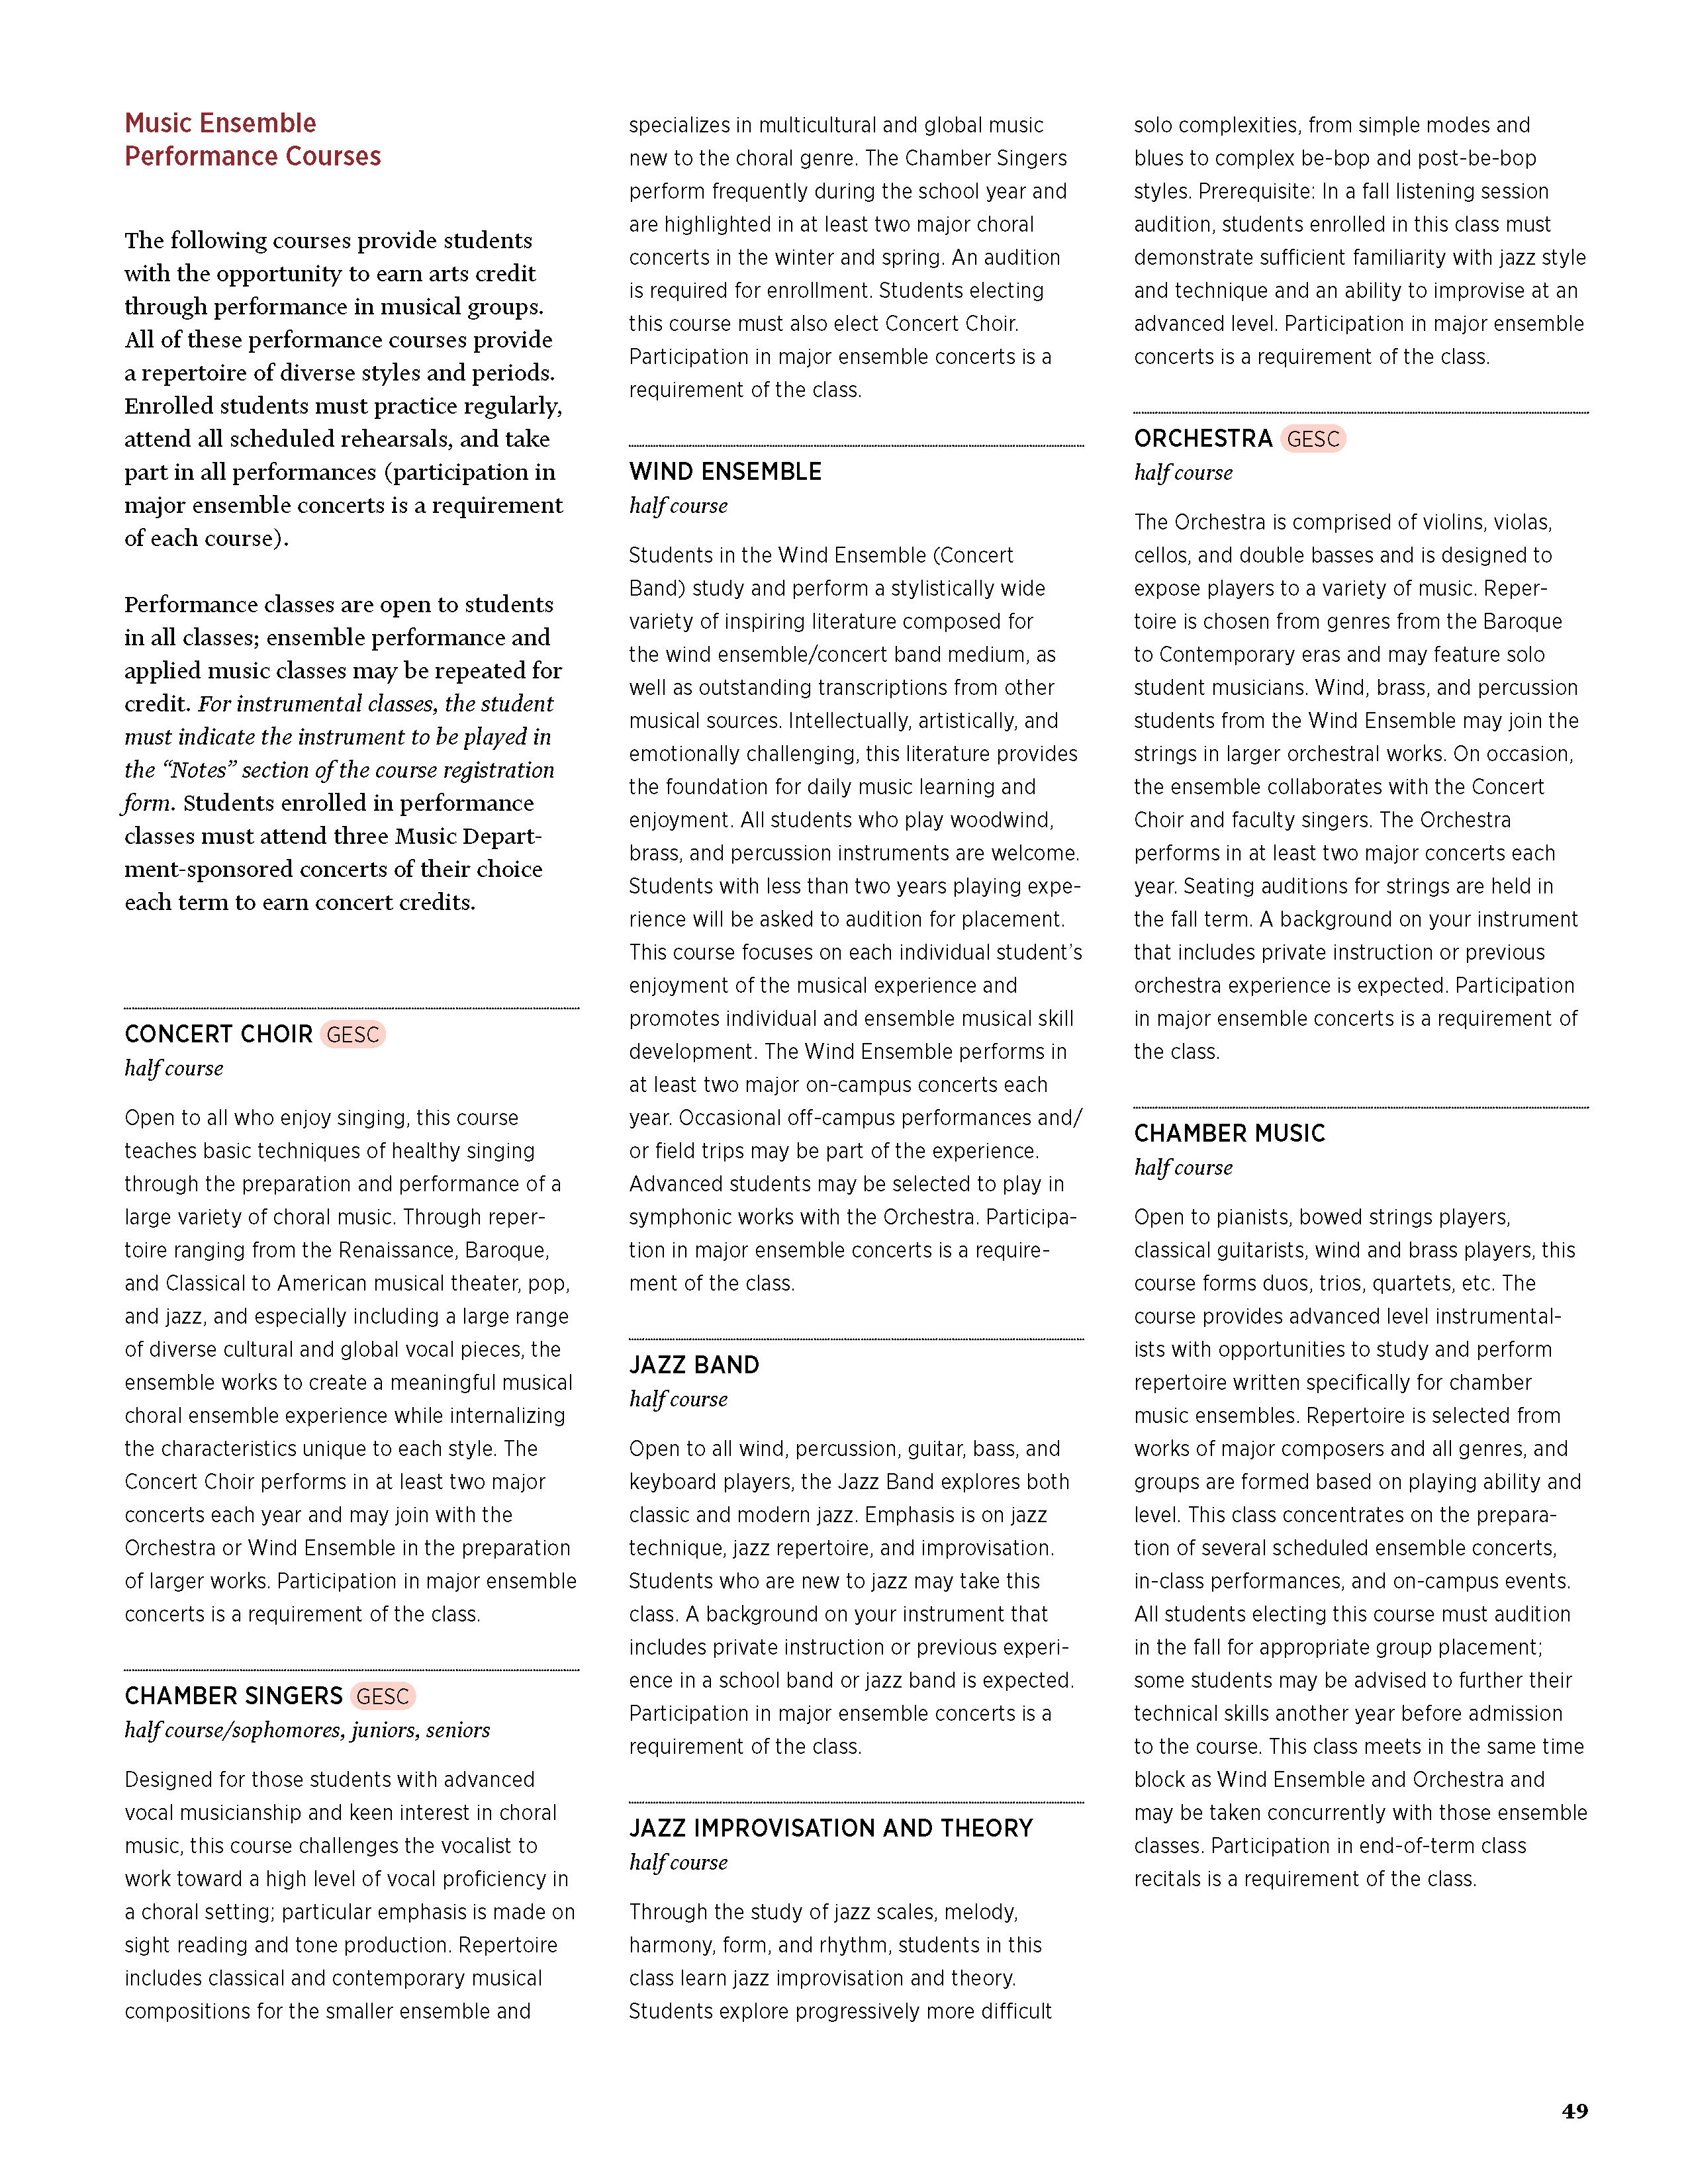 Music Ensemble
Performance Courses
The following courses provide students
with the opportunity to earn arts credit
through performance in musical groups.
All of these performance courses provide
a repertoire of diverse styles and periods.
Enrolled students must practice regularly,
attend all scheduled rehearsals, and take
part in all performances (participation in
major ensemble concerts is a requirement
of each course).
Performance classes are open to students
in all classes; ensemble performance and
applied music classes may be repeated for
credit. For instrumental classes, the student
must indicate the instrument to be played in
the “Notes” section of the course registration
form. Students enrolled in performance
classes must attend three Music Depart-
ment-sponsored concerts of their choice
each term to earn concert credits.
CONCERT CHOIR GESC
half course
Open to all who enjoy singing, this course
teaches basic techniques of healthy singing
through the preparation and performance of a
large variety of choral music. Through reper-
toire ranging from the Renaissance, Baroque,
and Classical to American musical theater, pop,
and jazz, and especially including a large range
of diverse cultural and global vocal pieces, the
ensemble works to create a meaningful musical
choral ensemble experience while internalizing
the characteristics unique to each style. The
Concert Choir performs in at least two major
concerts each year and may join with the
Orchestra or Wind Ensemble in the preparation
of larger works. Participation in major ensemble
concerts is a requirement of the class.
CHAMBER SINGERS GESC
half course/sophomores, juniors, seniors
Designed for those students with advanced
vocal musicianship and keen interest in choral
music, this course challenges the vocalist to
work toward a high level of vocal proficiency in
a choral setting; particular emphasis is made on
sight reading and tone production. Repertoire
includes classical and contemporary musical
compositions for the smaller ensemble and
specializes in multicultural and global music
new to the choral genre. The Chamber Singers
perform frequently during the school year and
are highlighted in at least two major choral
concerts in the winter and spring. An audition
is required for enrollment. Students electing
this course must also elect Concert Choir.
Participation in major ensemble concerts is a
requirement of the class.
WIND ENSEMBLE
half course
Students in the Wind Ensemble (Concert
Band) study and perform a stylistically wide
variety of inspiring literature composed for
the wind ensemble/concert band medium, as
well as outstanding transcriptions from other
musical sources. Intellectually, artistically, and
emotionally challenging, this literature provides
the foundation for daily music learning and
enjoyment. All students who play woodwind,
brass, and percussion instruments are welcome.
Students with less than two years playing expe-
rience will be asked to audition for placement.
This course focuses on each individual student’s
enjoyment of the musical experience and
promotes individual and ensemble musical skill
development. The Wind Ensemble performs in
at least two major on-campus concerts each
year. Occasional off-campus performances and/
or field trips may be part of the experience.
Advanced students may be selected to play in
symphonic works with the Orchestra. Participa-
tion in major ensemble concerts is a require-
ment of the class.
JAZZ BAND
half course
Open to all wind, percussion, guitar, bass, and
keyboard players, the Jazz Band explores both
classic and modern jazz. Emphasis is on jazz
technique, jazz repertoire, and improvisation.
Students who are new to jazz may take this
class. A background on your instrument that
includes private instruction or previous experi-
ence in a school band or jazz band is expected.
Participation in major ensemble concerts is a
requirement of the class.
JAZZ IMPROVISATION AND THEORY
half course
Through the study of jazz scales, melody,
harmony, form, and rhythm, students in this
class learn jazz improvisation and theory.
Students explore progressively more difficult
solo complexities, from simple modes and
blues to complex be-bop and post-be-bop
styles. Prerequisite: In a fall listening session
audition, students enrolled in this class must
demonstrate sufficient familiarity with jazz style
and technique and an ability to improvise at an
advanced level. Participation in major ensemble
concerts is a requirement of the class.
ORCHESTRA GESC
half course
The Orchestra is comprised of violins, violas,
cellos, and double basses and is designed to
expose players to a variety of music. Reper-
toire is chosen from genres from the Baroque
to Contemporary eras and may feature solo
student musicians. Wind, brass, and percussion
students from the Wind Ensemble may join the
strings in larger orchestral works. On occasion,
the ensemble collaborates with the Concert
Choir and faculty singers. The Orchestra
performs in at least two major concerts each
year. Seating auditions for strings are held in
the fall term. A background on your instrument
that includes private instruction or previous
orchestra experience is expected. Participation
in major ensemble concerts is a requirement of
the class.
CHAMBER MUSIC
half course
Open to pianists, bowed strings players,
classical guitarists, wind and brass players, this
course forms duos, trios, quartets, etc. The
course provides advanced level instrumental-
ists with opportunities to study and perform
repertoire written specifically for chamber
music ensembles. Repertoire is selected from
works of major composers and all genres, and
groups are formed based on playing ability and
level. This class concentrates on the prepara-
tion of several scheduled ensemble concerts,
in-class performances, and on-campus events.
All students electing this course must audition
in the fall for appropriate group placement;
some students may be advised to further their
technical skills another year before admission
to the course. This class meets in the same time
block as Wind Ensemble and Orchestra and
may be taken concurrently with those ensemble
classes. Participation in end-of-term class
recitals is a requirement of the class.
49